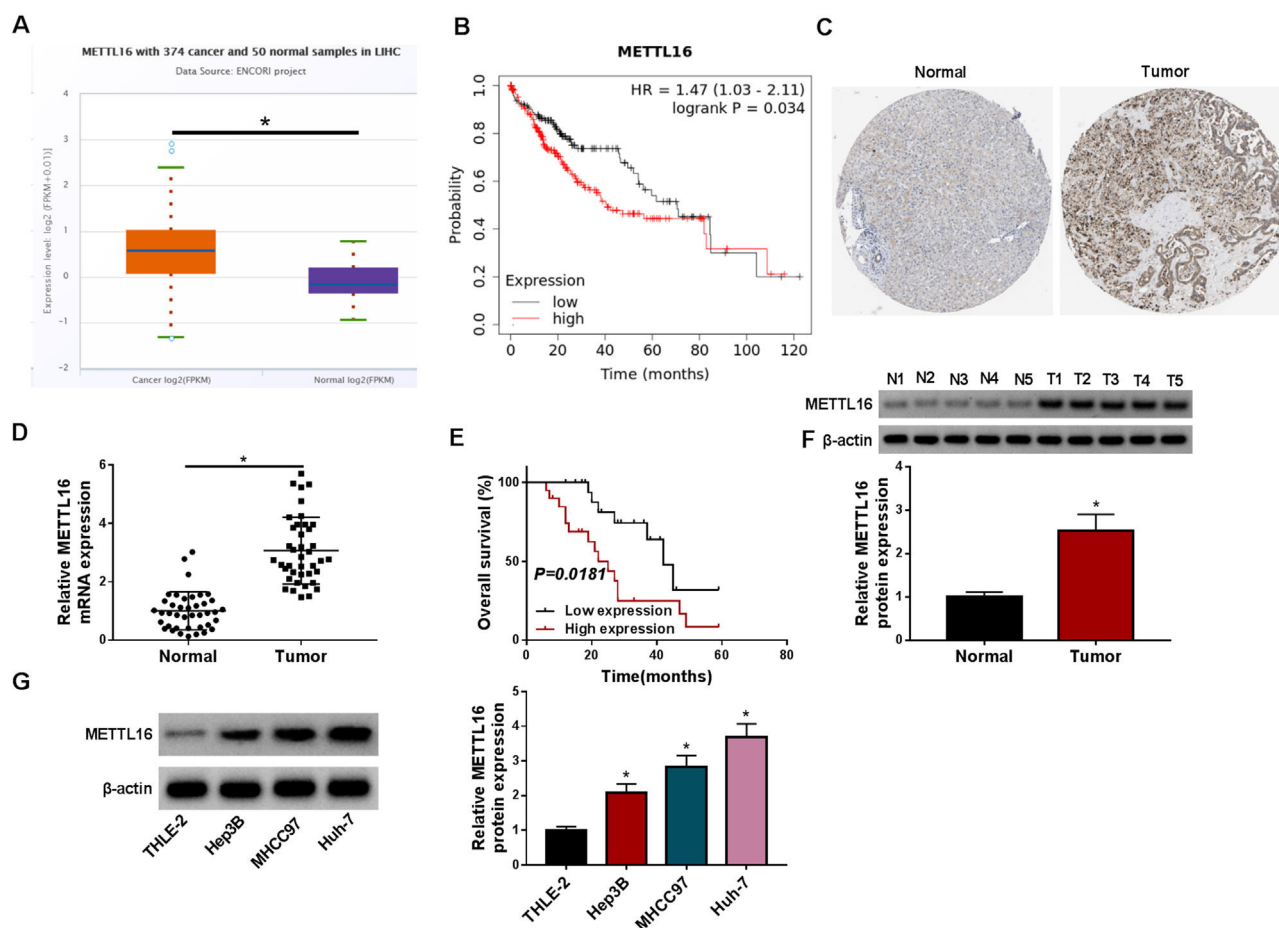 A
METTL16 with 374 cancer and 50 normal samples in LIHC
Data Source: ENCORI project
Expression level: log2 (FPKM+0.01)]
4
3
2
1
0
−1
−2
*
Cancer log2(FPKM)
Normal log2(FPKM)
B
METTL16
HR = 1.47 (1.03 - 2.11)
logrank P = 0.034
Probability
1.0
0.8
0.6
0.4
0.2
0.0
Expression
low
high
0 20 40 60 80 100 120
Time (months)
C
Normal
Tumor
D
Relative METTL16
mRNA expression
6
4
2
0
*
Normal
Tumor
E
Overall survival (%)
100
50
0
P=0.0181
Low expression
High expression
0 20 40 60 80
Time(months)
N1 N2 N3 N4 N5 T1 T2 T3 T4 T5
METTL16
F
β-actin
Relative METTL16
protein expression
4
3
2
1
0
*
Normal
Tumor
G
METTL16
β-actin
THLE-2
Hep3B
MHCC97
Huh-7
Relative METTL16
protein expression
5
4
3
2
1
0
*
*
*
THLE-2
Hep3B
MHCC97
Huh-7